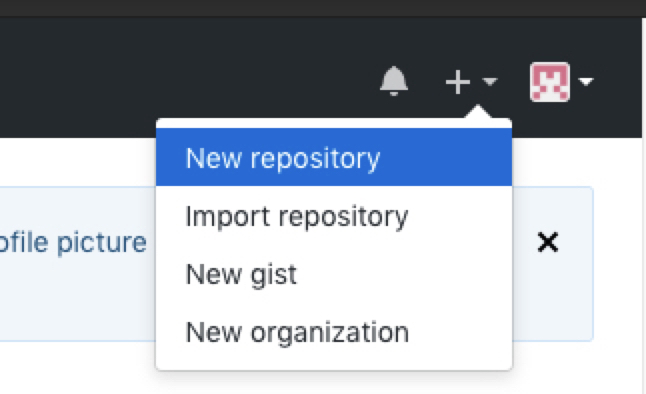 New repository
ofile picture
Import repository
New gist
New organization